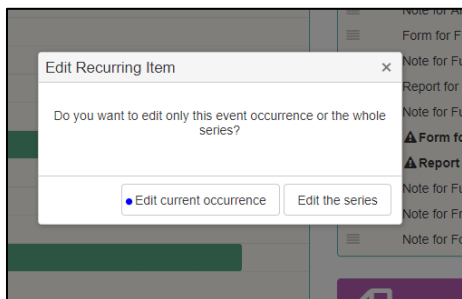 Note for A
Form for F
Edit Recurring Item ×
Note for Fu
Report for
Do you want to edit only this event occurrence or the whole
series?
Note for Fu
Form fo
Report
Edit current occurrence Edit the series
Note for Fu
Note for Fr
Note for Fo